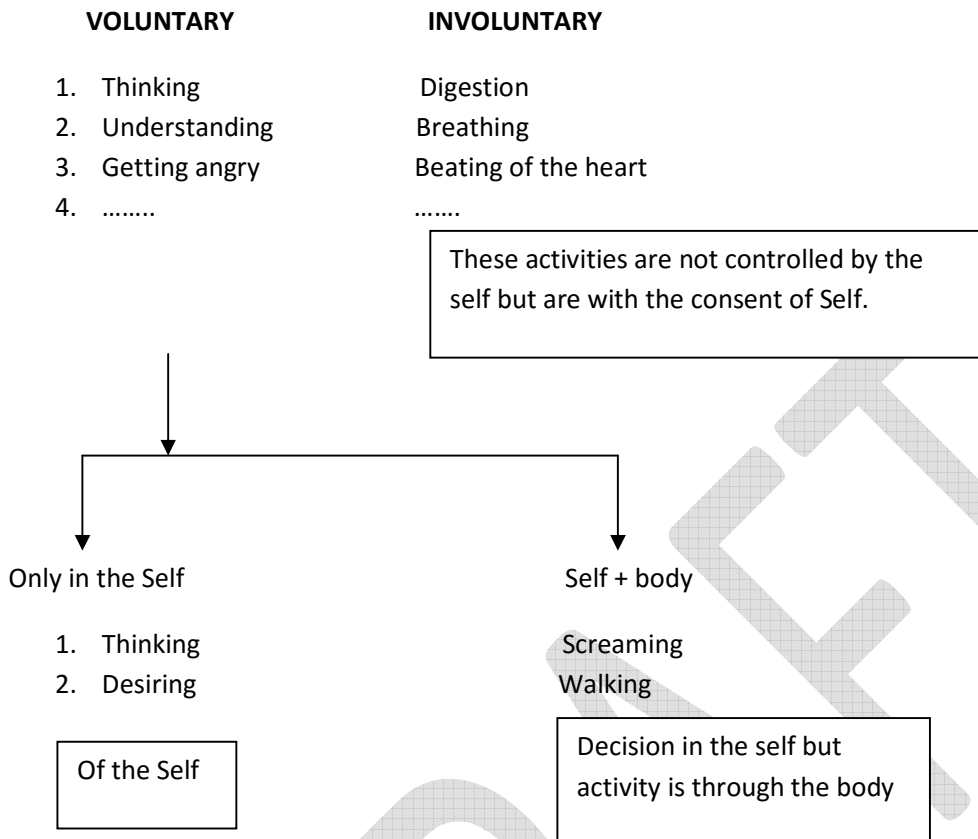 VOLUNTARY INVOLUNTARY
1. Thinking Digestion
2. Understanding Breathing
3. Getting angry Beating of the heart
4. …….. …….
These activities are not controlled by the
self but are with the consent of Self.
Only in the Self Self + body
1. Thinking Screaming
2. Desiring Walking
Of the Self
Decision in the self but
activity is through the body